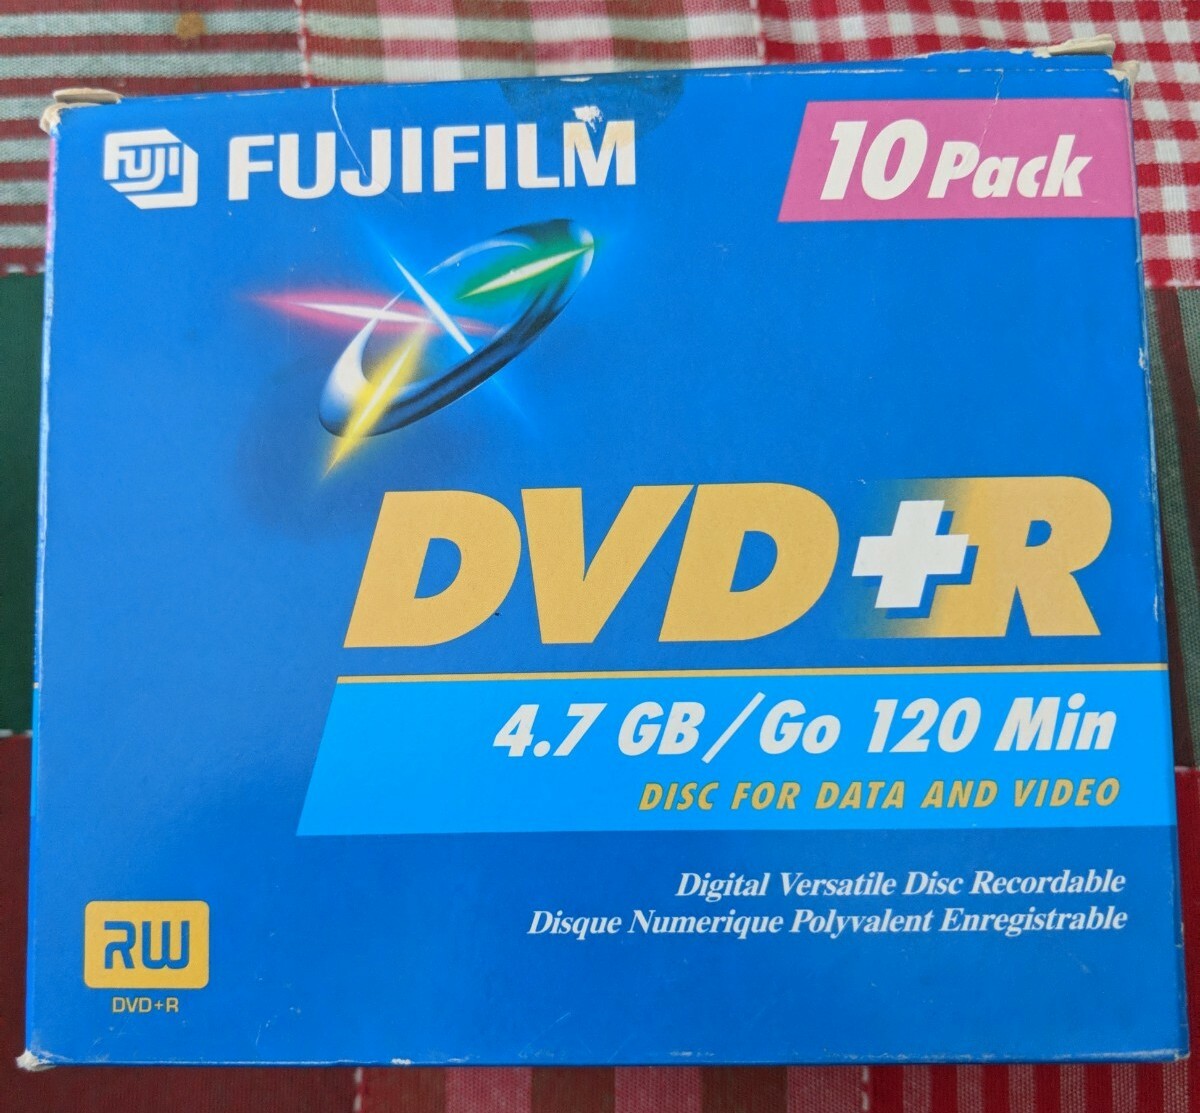 FUJI FUJIFILM
10 Pack
DVD+R
4.7 GB/Go 120 Min
DISC FOR DATA AND VIDEO
Digital Versatile Disc Recordable
Disque Numerique Polyvalent Enregistrable
RW
DVD+R